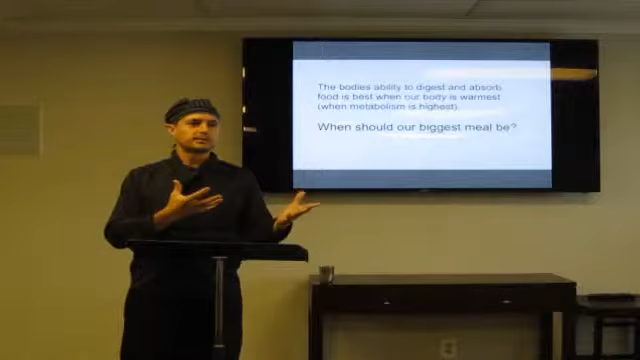 The bodies ability to digest and absorb
food is best when our body is warmest
(when metabolism is highest).
When should our biggest meal be?